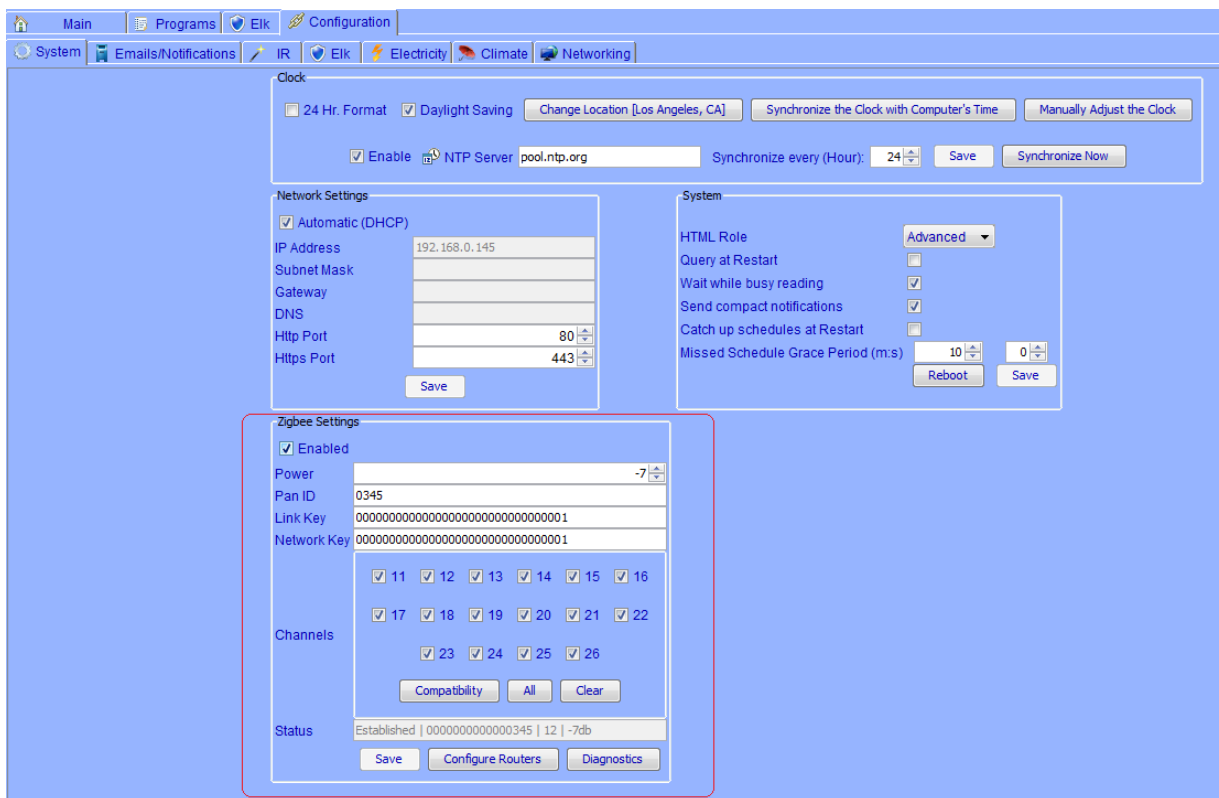 Main Programs Elk Configuration
System Emails/Notifications IR Elk Electricity Climate Networking
Clock
24 Hr. Format Daylight Saving Change Location [Los Angeles, CA] Synchronize the Clock with Computer's Time Manually Adjust the Clock
Enable NTP Server pool.ntp.org Synchronize every (Hour): 24 Save Synchronize Now
Network Settings
Automatic (DHCP)
IP Address 192.168.0.145
Subnet Mask
Gateway
DNS
Http Port 80
Https Port 443
Save
System
HTML Role Advanced
Query at Restart
Wait while busy reading
Send compact notifications
Catch up schedules at Restart
Missed Schedule Grace Period (m:s) 10 0
Reboot Save
Zigbee Settings
Enabled
Power -7
Pan ID 0345
Link Key 00000000000000000000000000000001
Network Key 00000000000000000000000000000001
11 12 13 14 15 16
17 18 19 20 21 22
Channels
23 24 25 26
Compatibility All Clear
Status Established | 0000000000000345 | 12 | -7db
Save Configure Routers Diagnostics